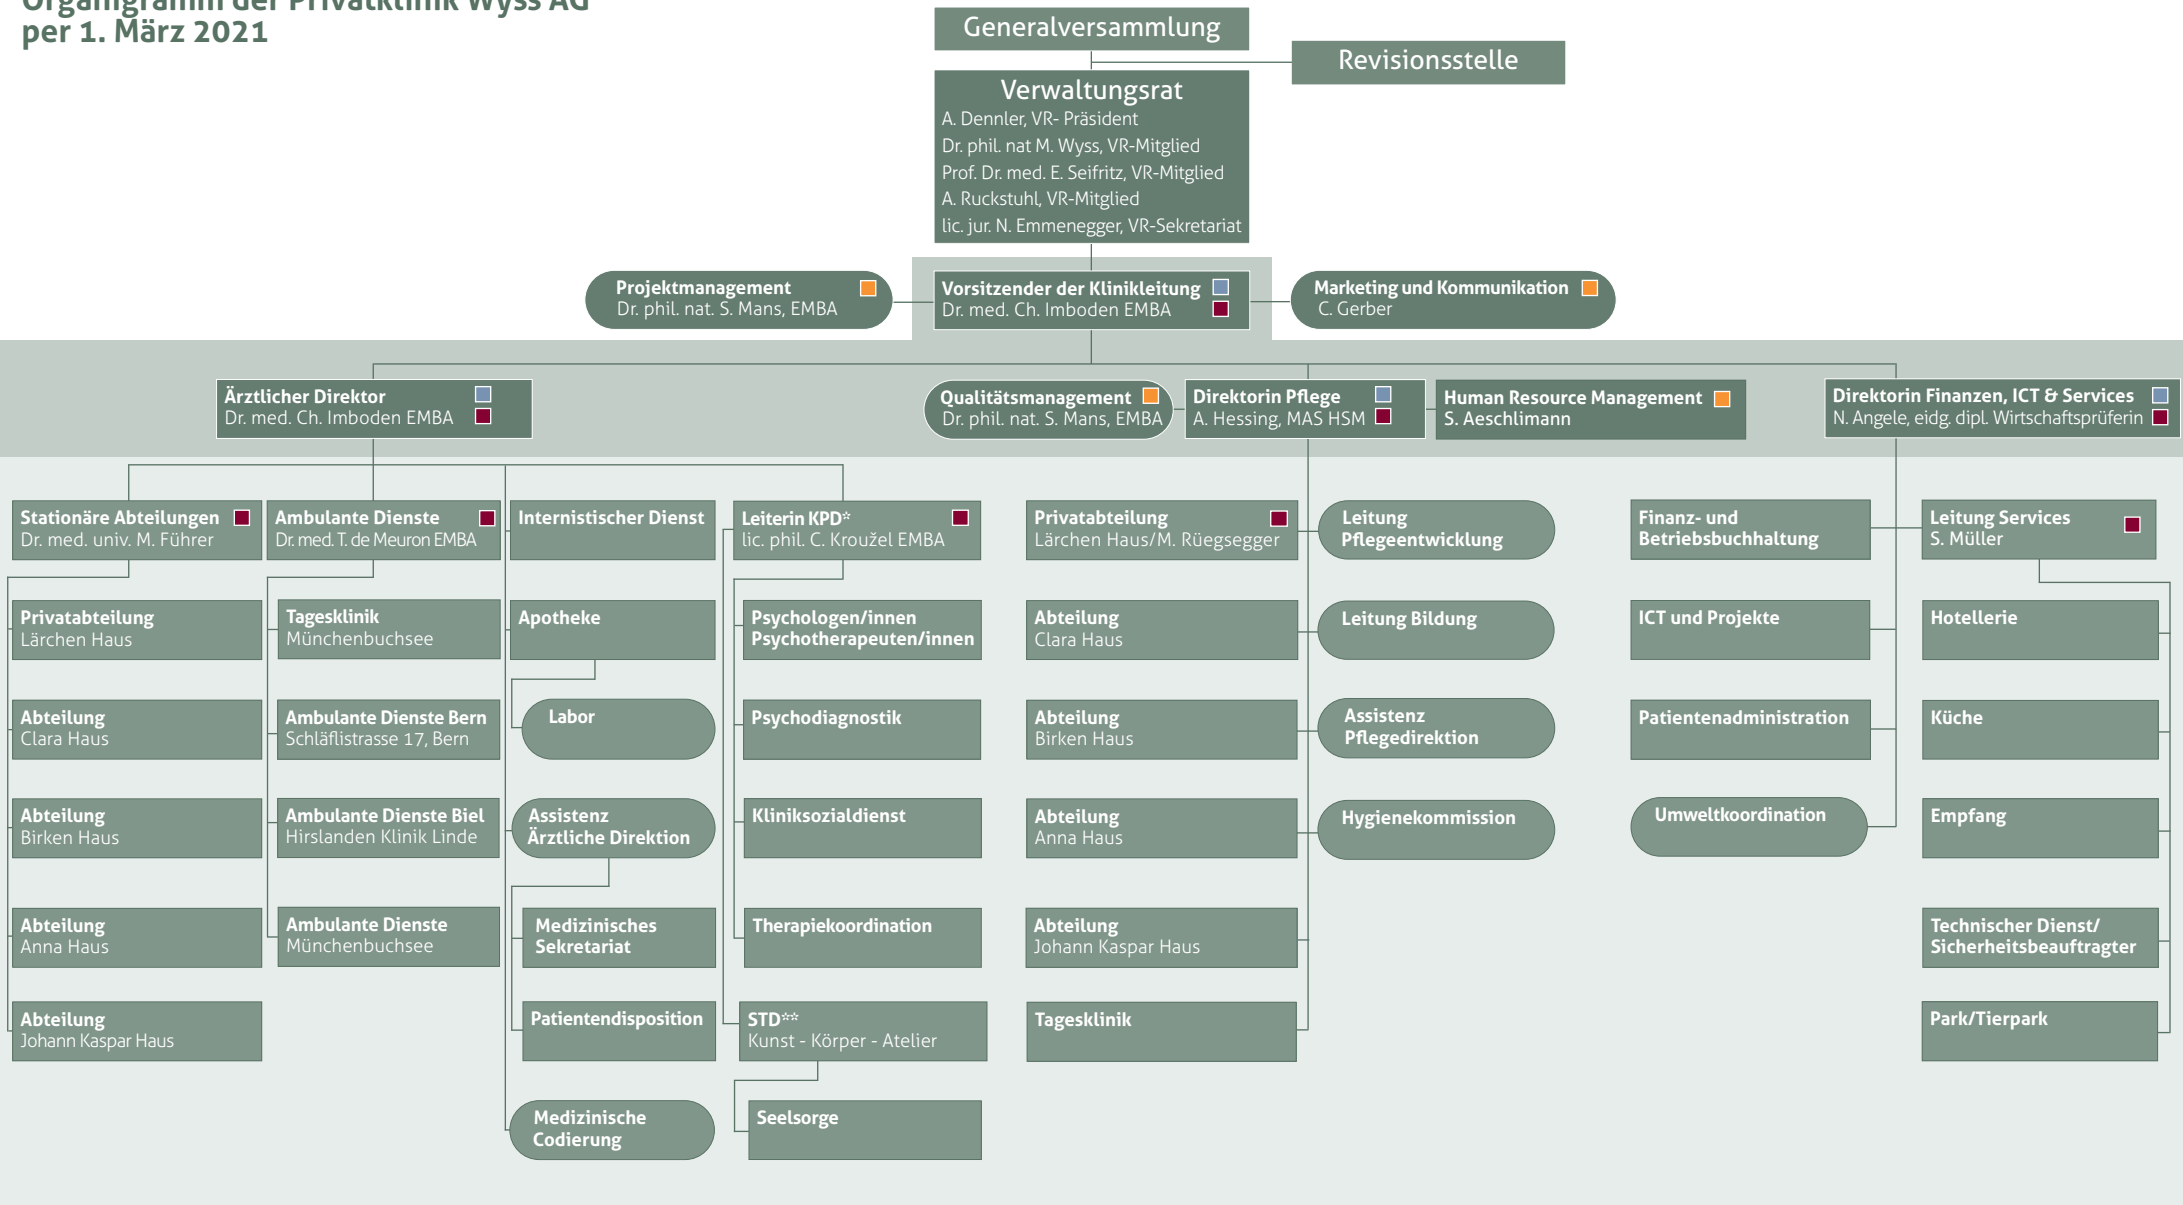 Organigramm der Privatklinik Wyss AG
per 1. März 2021
Generalversammlung
Revisionsstelle
Verwaltungsrat
A. Dennler, VR- Präsident
Dr. phil. nat M. Wyss, VR-Mitglied
Prof. Dr. med. E. Seifritz, VR-Mitglied
A. Ruckstuhl, VR-Mitglied
lic. jur. N. Emmenegger, VR-Sekretariat
Projektmanagement
Dr. phil. nat. S. Mans, EMBA
Vorsitzender der Klinikleitung
Dr. med. Ch. Imboden EMBA
Marketing und Kommunikation
C. Gerber
Ärztlicher Direktor
Dr. med. Ch. Imboden EMBA
Qualitätsmanagement
Dr. phil. nat. S. Mans, EMBA
Direktorin Pflege
A. Hessing, MAS HSM
Human Resource Management
S. Aeschlimann
Direktorin Finanzen, ICT & Services
N. Angele, eidg. dipl. Wirtschaftsprüferin
Stationäre Abteilungen
Dr. med. univ. M. Führer
Privatabteilung
Lärchen Haus
Abteilung
Clara Haus
Abteilung
Birken Haus
Abteilung
Anna Haus
Abteilung
Johann Kaspar Haus
Ambulante Dienste
Dr. med. T. de Meuron EMBA
Tagesklinik
Münchenbuchsee
Ambulante Dienste Bern
Schläflistrasse 17, Bern
Ambulante Dienste Biel
Hirslanden Klinik Linde
Ambulante Dienste
Münchenbuchsee
Internistischer Dienst
Apotheke
Labor
Assistenz
Ärztliche Direktion
Medizinisches
Sekretariat
Patientendisposition
Medizinische
Codierung
Leiterin KPD*
lic. phil. C. Kroužel EMBA
Psychologen/innen
Psychotherapeuten/innen
Psychodiagnostik
Kliniksozialdienst
Therapiekoordination
STD**
Kunst - Körper - Atelier
Seelsorge
Privatabteilung
Lärchen Haus/M. Rüegsegger
Abteilung
Clara Haus
Abteilung
Birken Haus
Abteilung
Anna Haus
Abteilung
Johann Kaspar Haus
Tagesklinik
Leitung
Pflegeentwicklung
Leitung Bildung
Assistenz
Pflegedirektion
Hygienekommission
Finanz- und
Betriebsbuchhaltung
ICT und Projekte
Patientenadministration
Umweltkoordination
Leitung Services
S. Müller
Hotellerie
Küche
Empfang
Technischer Dienst/
Sicherheitsbeauftragter
Park/Tierpark